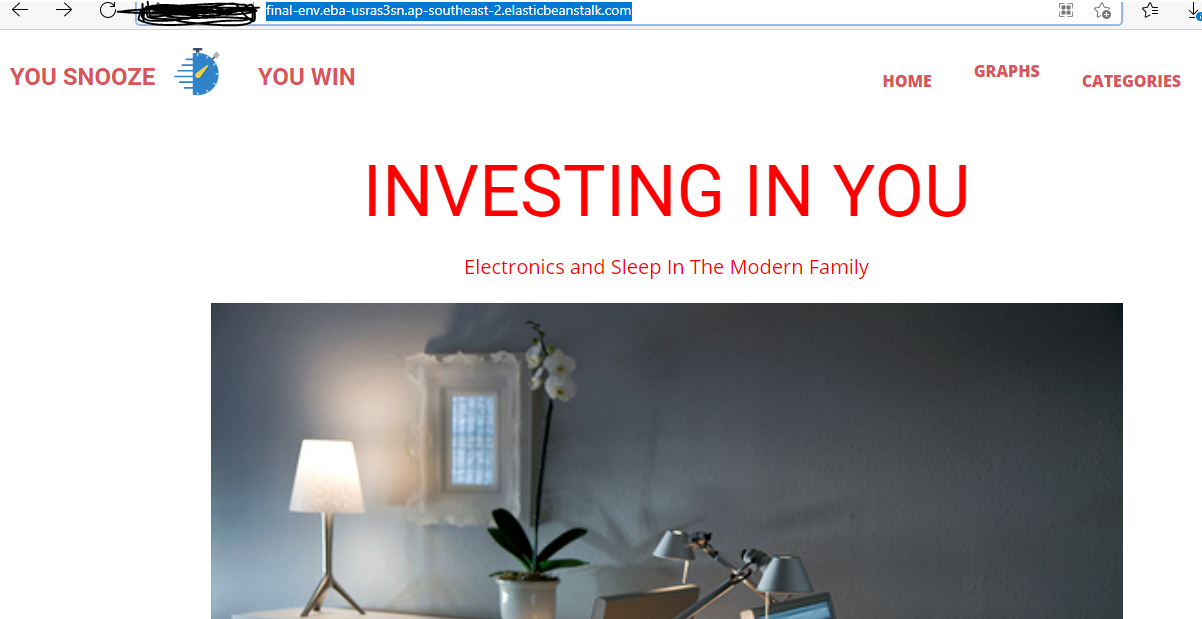 final-env.eba-usras3sn.ap-southeast-2.elasticbeanstalk.com
YOU SNOOZE YOU WIN HOME GRAPHS CATEGORIES
INVESTING IN YOU
Electronics and Sleep In The Modern Family